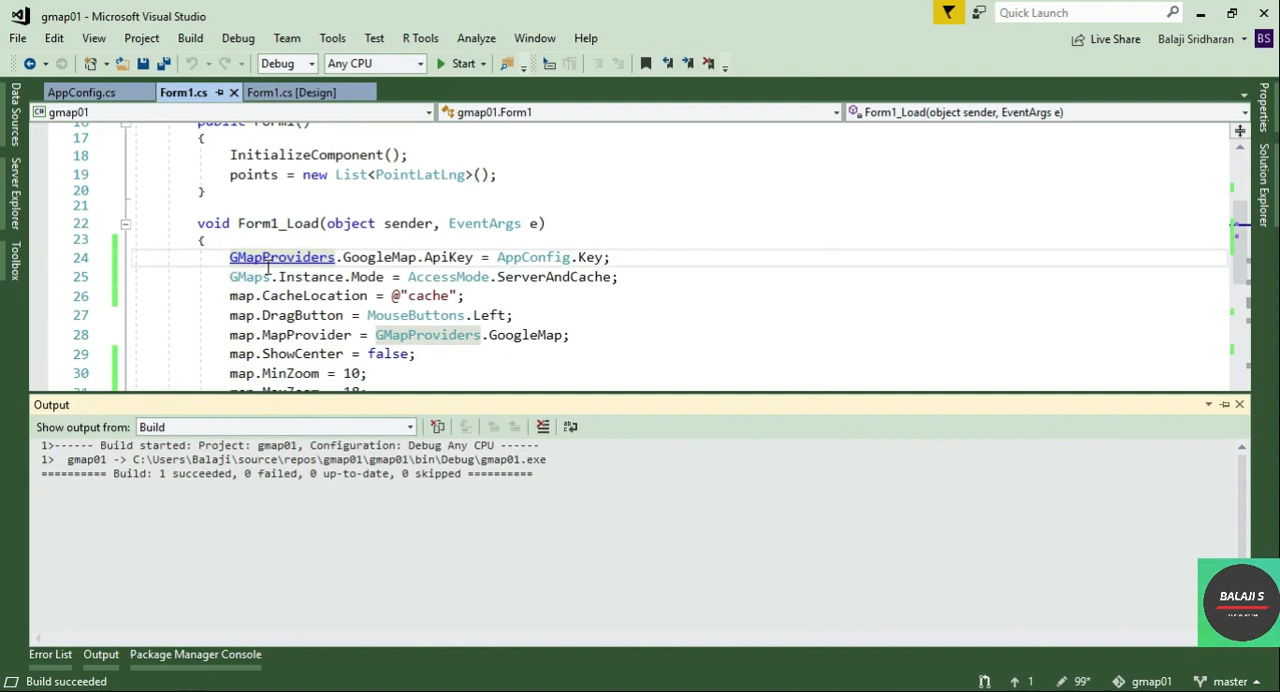 gmap01 - Microsoft Visual Studio
Quick Launch
File Edit View Project Build Debug Team Tools Test R Tools Analyze Window Help
Live Share Balaji Sridharan BS
Debug Any CPU Start
AppConfig.cs Form1.cs Form1.cs [Design]
gmap01 gmap01.Form1 Form1_Load(object sender, EventArgs e)
Data Sources
Server Explorer
Toolbox
Properties
Solution Explorer
16 public Form1()
17 {
18 InitializeComponent();
19 points = new List<PointLatLng>();
20 }
21
22 void Form1_Load(object sender, EventArgs e)
23 {
24 GMapProviders.GoogleMap.ApiKey = AppConfig.Key;
25 GMaps.Instance.Mode = AccessMode.ServerAndCache;
26 map.CacheLocation = @"cache";
27 map.DragButton = MouseButtons.Left;
28 map.MapProvider = GMapProviders.GoogleMap;
29 map.ShowCenter = false;
30 map.MinZoom = 10;
Output
Show output from: Build
1>------ Build started: Project: gmap01, Configuration: Debug Any CPU ------
1> gmap01 -> C:\Users\Balaji\source\repos\gmap01\gmap01\bin\Debug\gmap01.exe
========== Build: 1 succeeded, 0 failed, 0 up-to-date, 0 skipped ==========
BALAJI S
Error List Output Package Manager Console
Build succeeded 1 99* gmap01 master